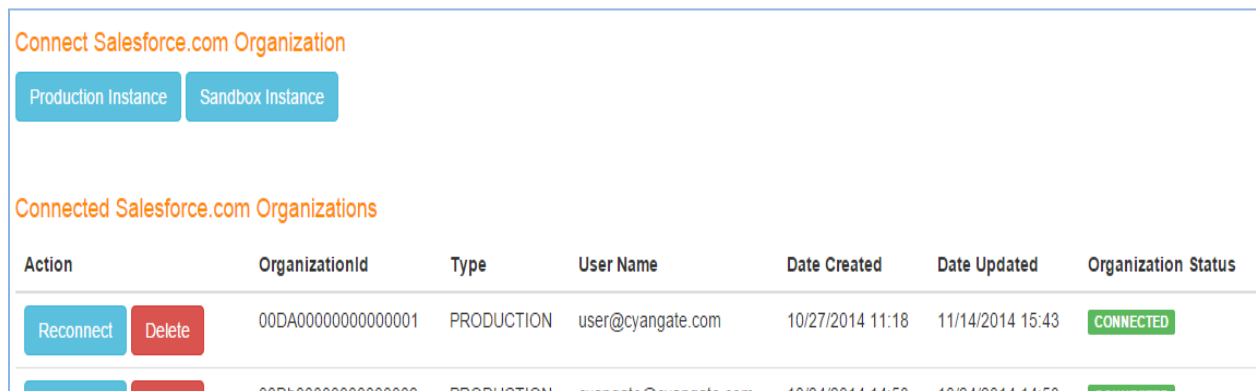 Connect Salesforce.com Organization
Production Instance Sandbox Instance
Connected Salesforce.com Organizations
Action OrganizationId Type User Name Date Created Date Updated Organization Status
Reconnect Delete 00DA00000000000001 PRODUCTION user@cyangate.com 10/27/2014 11:18 11/14/2014 15:43 CONNECTED